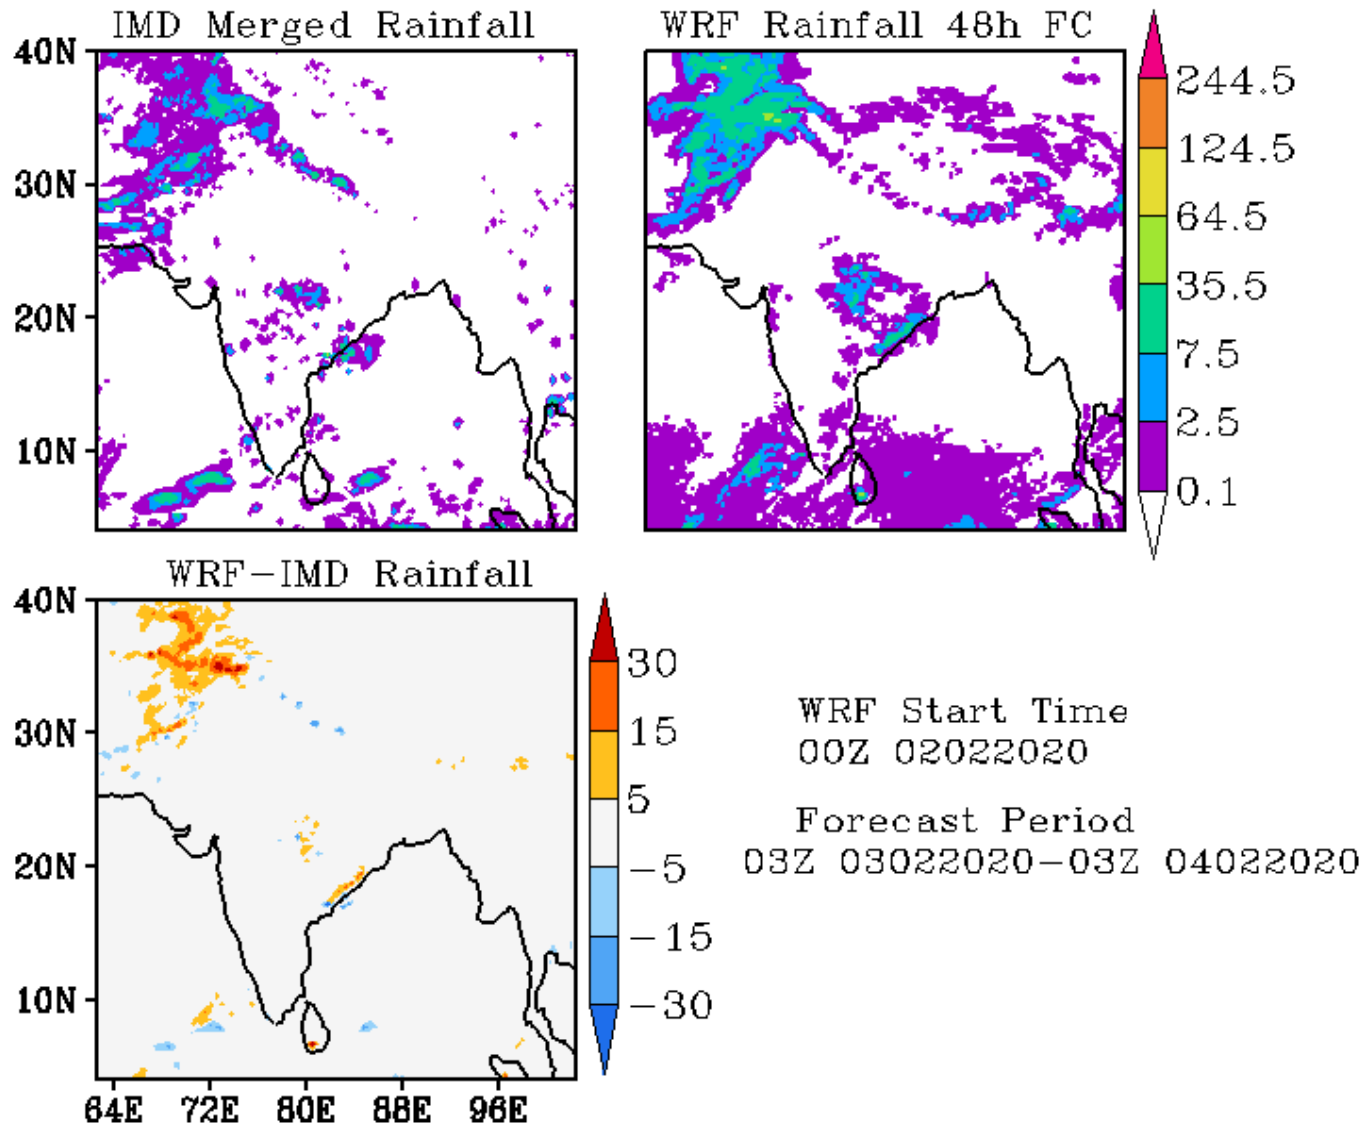 IMD Merged Rainfall
WRF Rainfall 48h FC
40N
30N
20N
10N
244.5
124.5
64.5
35.5
7.5
2.5
0.1
WRF-IMD Rainfall
40N
30N
20N
10N
64E 72E 80E 88E 96E
30
15
5
-5
-15
-30
WRF Start Time
00Z 02022020
Forecast Period
03Z 03022020-03Z 04022020